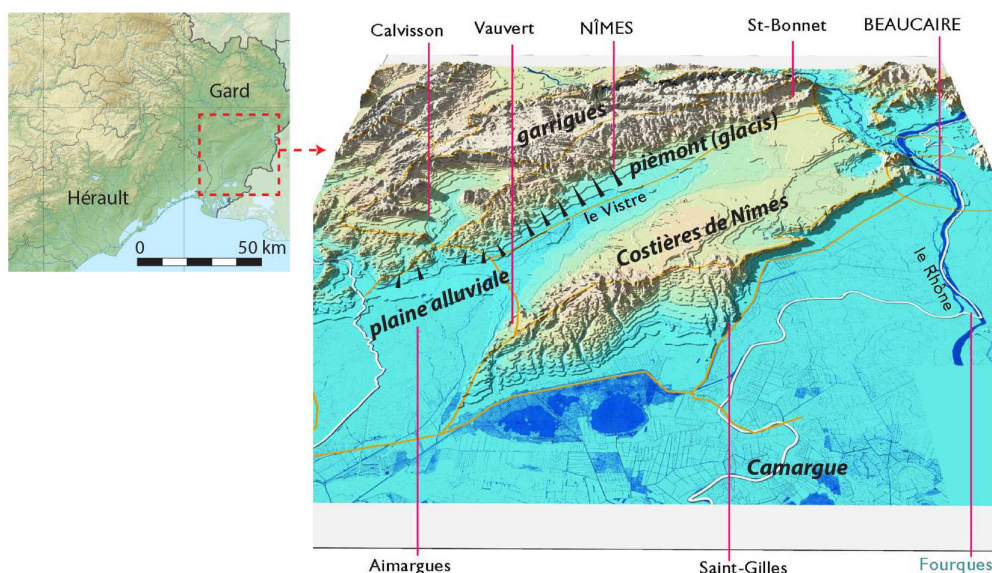 Gard
Hérault
0 50 km
Calvisson
Vauvert
NÎMES
St-Bonnet
BEAUCAIRE
garrigues
piemont (glacis)
le Vistre
Costières de Nîmes
plaine alluviale
le Rhône
Camargue
Aimargues
Saint-Gilles
Fourques